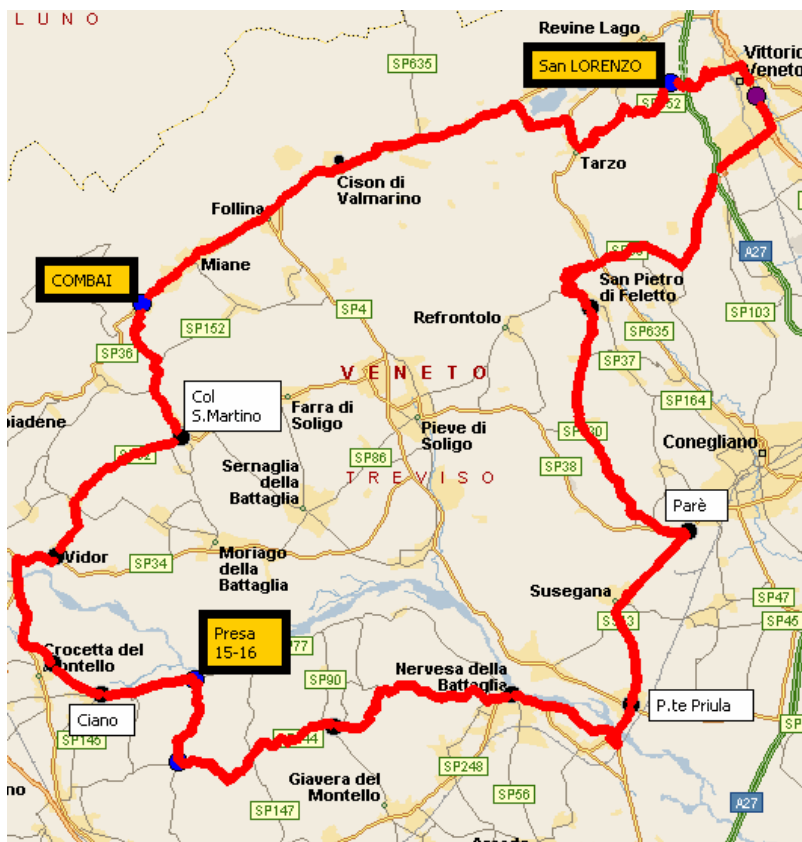 L U N O
Revine Lago
SP635
San LORENZO
Vittorio
Veneto
Tarzo
Cison di
Valmarino
Follina
A27
Miane
COMBAI
San Pietro
di Feletto
SP4
SP103
SP152
Refrontolo
SP635
SP36
SP37
V E N E T O
Col
S.Martino
Farra di
Soligo
SP164
Pieve di
Soligo
Conegliano
SP86
SP38
Sernaglia
della
Battaglia
T R E V I S O
Parè
Vidor
SP34
Moriago
della
Battaglia
Susegana
SP47
SP45
Presa
15-16
Crocetta del
Montello
SP90
Nervesa della
Battaglia
Ciano
P.te Priula
SP248
Giavera del
Montello
SP147
SP56
A27